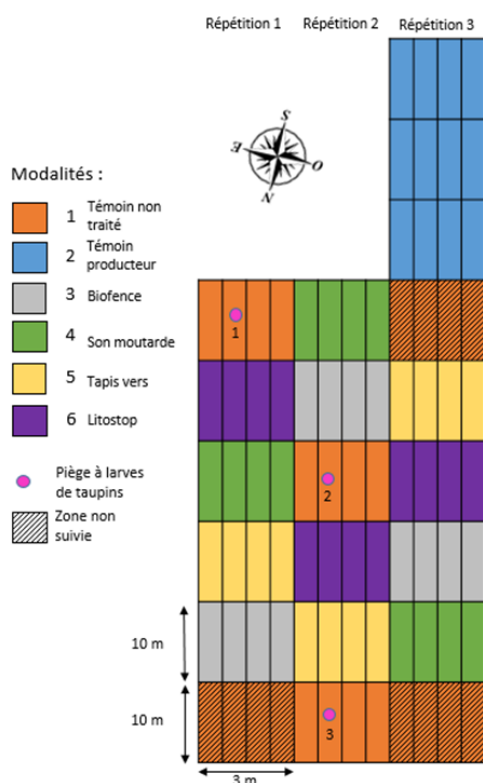 Répétition 1 Répétition 2 Répétition 3
S
E
O
N
Modalités :
1 Témoin non
traité
2 Témoin
producteur
3 Biofence
4 Son moutarde
5 Tapis vers
6 Litostop
Piège à larves
de taupins
Zone non
suivie
1
2
3
10 m
10 m
3 m